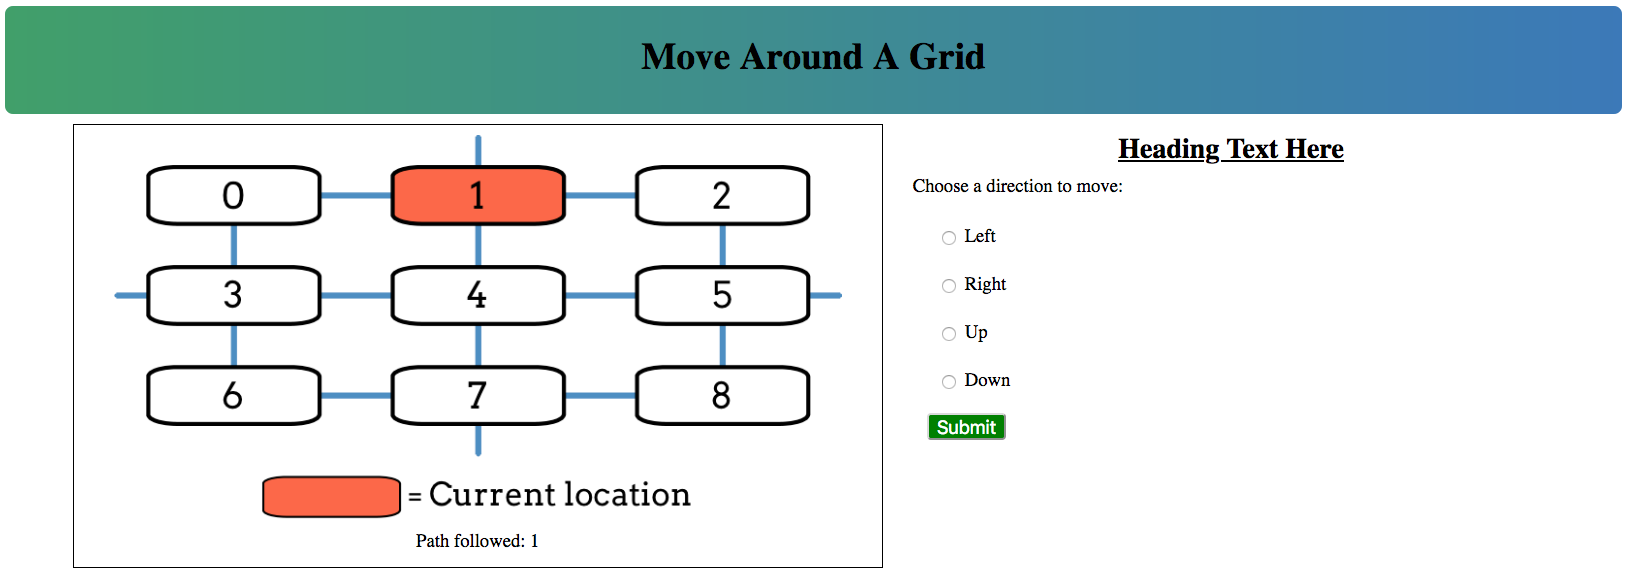 Move Around A Grid
0 1 2
3 4 5
6 7 8
= Current location
Path followed: 1
Heading Text Here
Choose a direction to move:
Left
Right
Up
Down
Submit